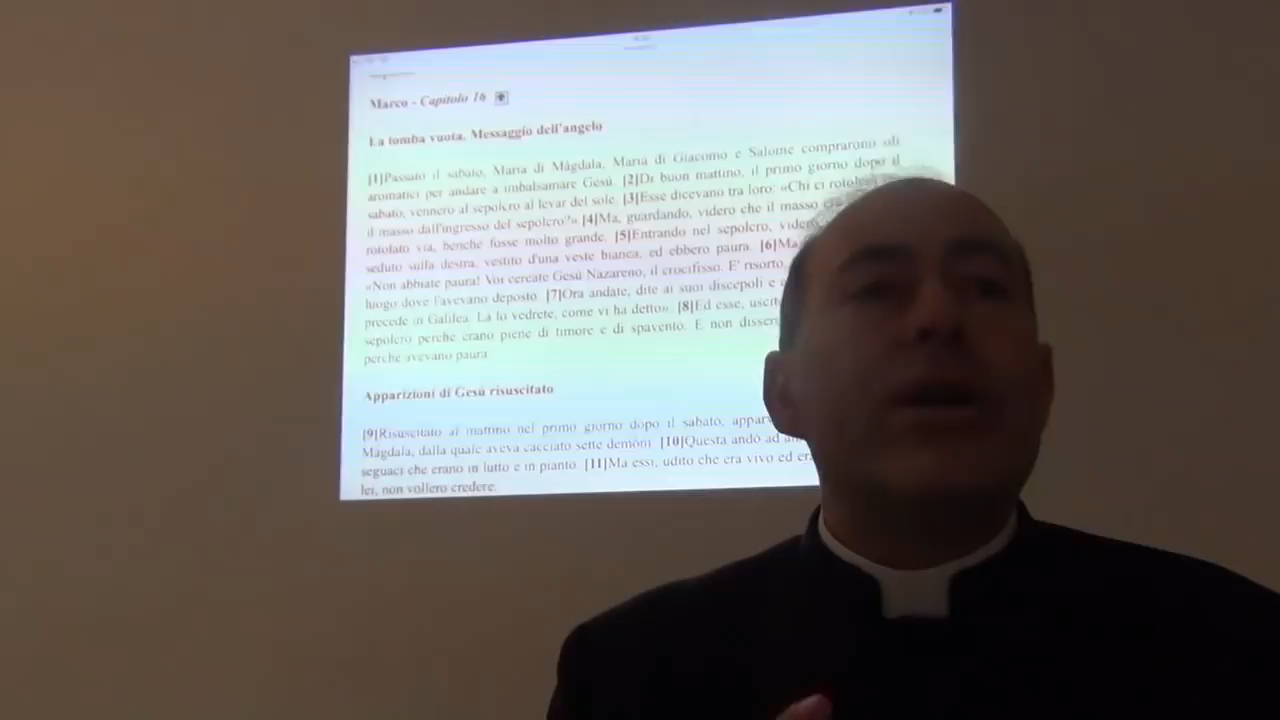 Marco - Capitolo 16
La tomba vuota. Messaggio dell'angelo
[1]Passato il sabato, Maria di Màgdala, Maria di Giacomo e Salome comprarono oli
aromatici per andare a imbalsamare Gesù. [2]Di buon mattino, il primo giorno dopo il
sabato, vennero al sepolcro al levar del sole. [3]Esse dicevano tra loro: «Chi ci
il masso dall'ingresso del sepolcro?». [4]Ma, guardando, videro che il masso
rotolato via, benché fosse molto grande. [5]Entrando nel sepolcro,
seduto sulla destra, vestito d'una veste bianca, ed ebbero paura. [6]Ma
«Non abbiate paura! Voi cercate Gesù Nazareno, il crocifisso. E' risorto,
luogo dove l'avevano deposto. [7]Ora andate, dite ai suoi discepoli e
precede in Galilea. Là lo vedrete, come vi ha detto». [8]Ed esse,
sepolcro perché erano piene di timore e di spavento. E non
perché avevano paura.
Apparizioni di Gesù risuscitato
[9]Risuscitato al mattino nel primo giorno dopo il sabato,
Màgdala, dalla quale aveva cacciato sette demòni. [10]Questa andò ad
seguaci che erano in lutto e in pianto. [11]Ma essi, udito che era vivo ed
lei, non vollero credere.